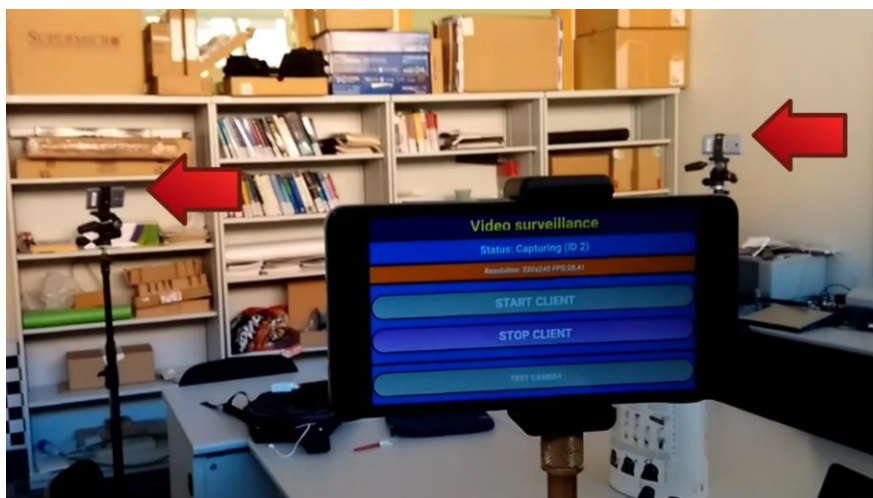 SUPERMICRO
Video surveillance
Status: Capturing (ID 2)
Resolution: 320x240 FPS:28,41
START CLIENT
STOP CLIENT
TEST CAMERA